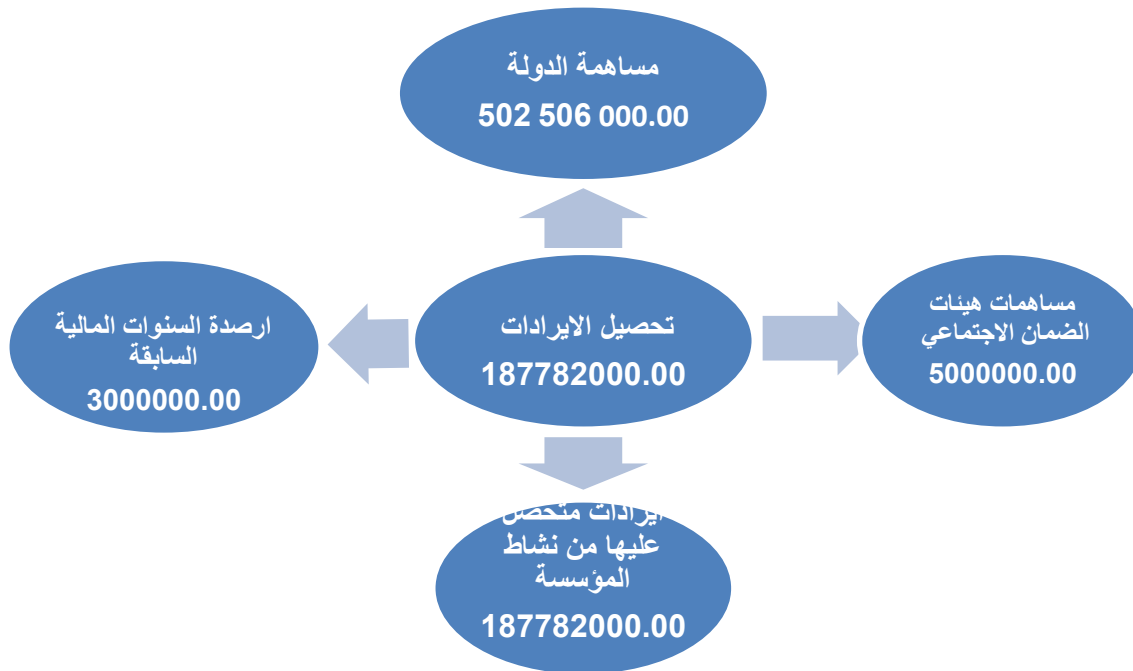 مساهمة الدولة
502 506 000.00
ارصدة السنوات المالية
السابقة
3000000.00
تحصيل الايرادات
187782000.00
مساهمات هيئات
الضمان الاجتماعي
5000000.00
ايرادات متحصل
عليها من نشاط
المؤسسة
187782000.00